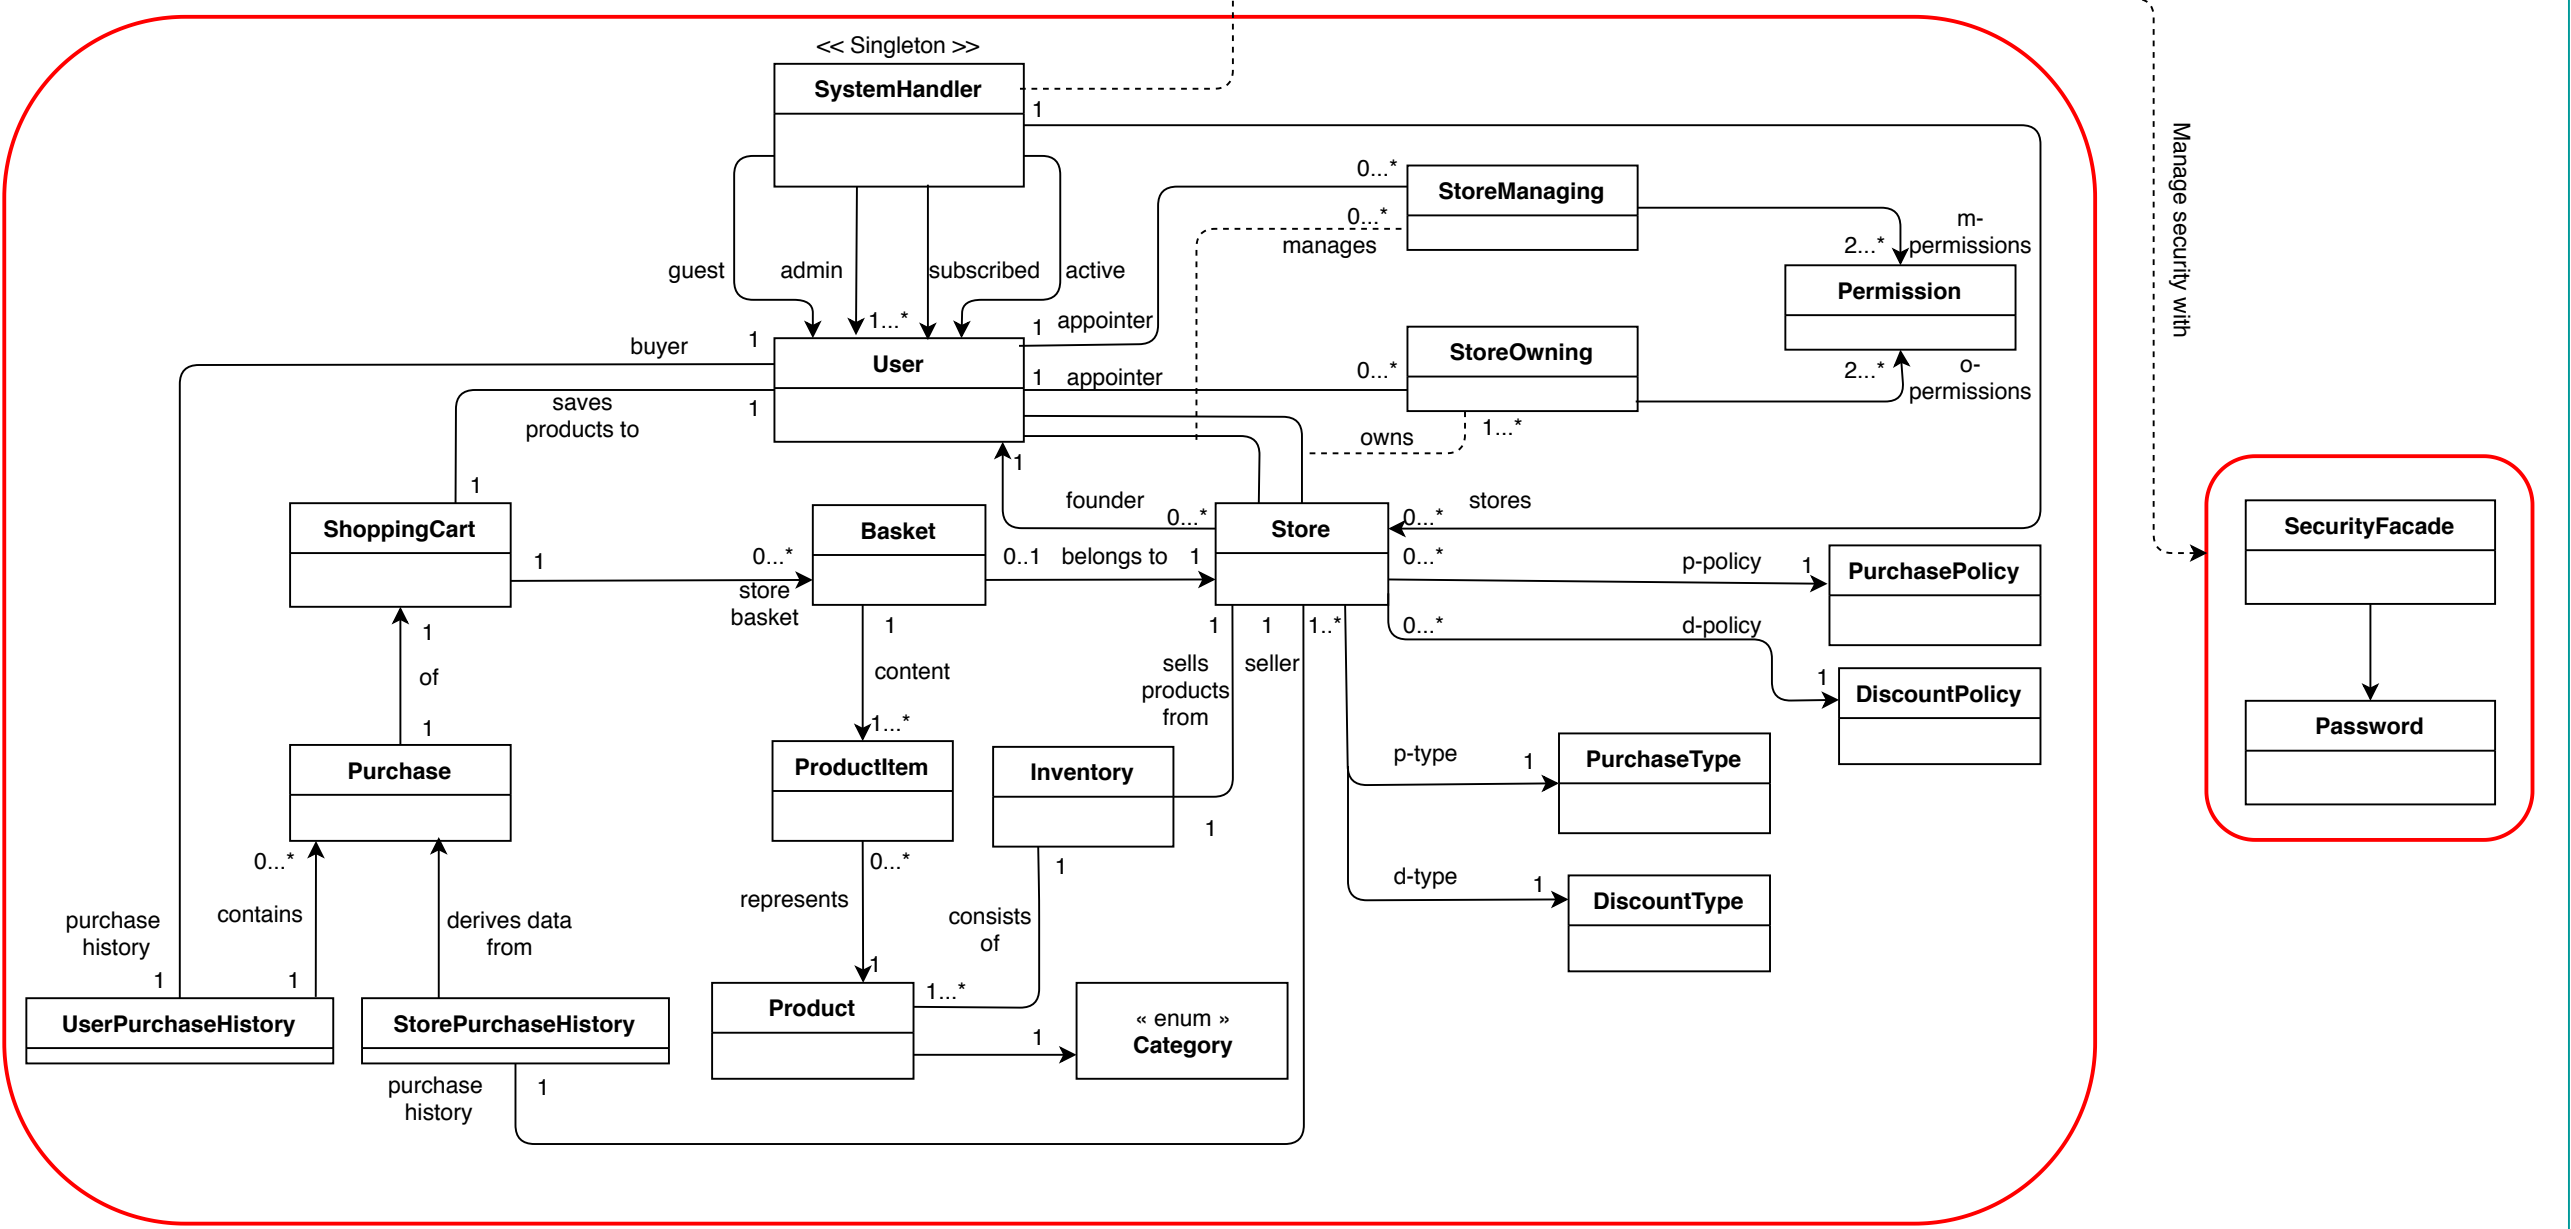 << Singleton >>
SystemHandler
1
guest
admin
subscribed
active
1...*
0...*
StoreManaging
0...*
manages
m-
permissions
2...*
Permission
Manage security with
1
appointer
buyer
1
User
StoreOwning
1
appointer
0...*
2...*
o-
permissions
saves
products to
1
owns
1...*
1
1
founder
0...*
stores
0...*
ShoppingCart
Basket
Store
SecurityFacade
1
0...*
store
basket
0..1
belongs to
1
0...*
p-policy
1
PurchasePolicy
1
1
1
1
1..*
0...*
d-policy
of
content
sells
products
from
seller
1
DiscountPolicy
1
1...*
Purchase
ProductItem
Inventory
p-type
1
PurchaseType
Password
0...*
0...*
1
1
contains
derives data
from
represents
consists
of
d-type
1
DiscountType
purchase
history
1
1
1
1...*
UserPurchaseHistory
StorePurchaseHistory
Product
1
« enum »
Category
purchase
history
1